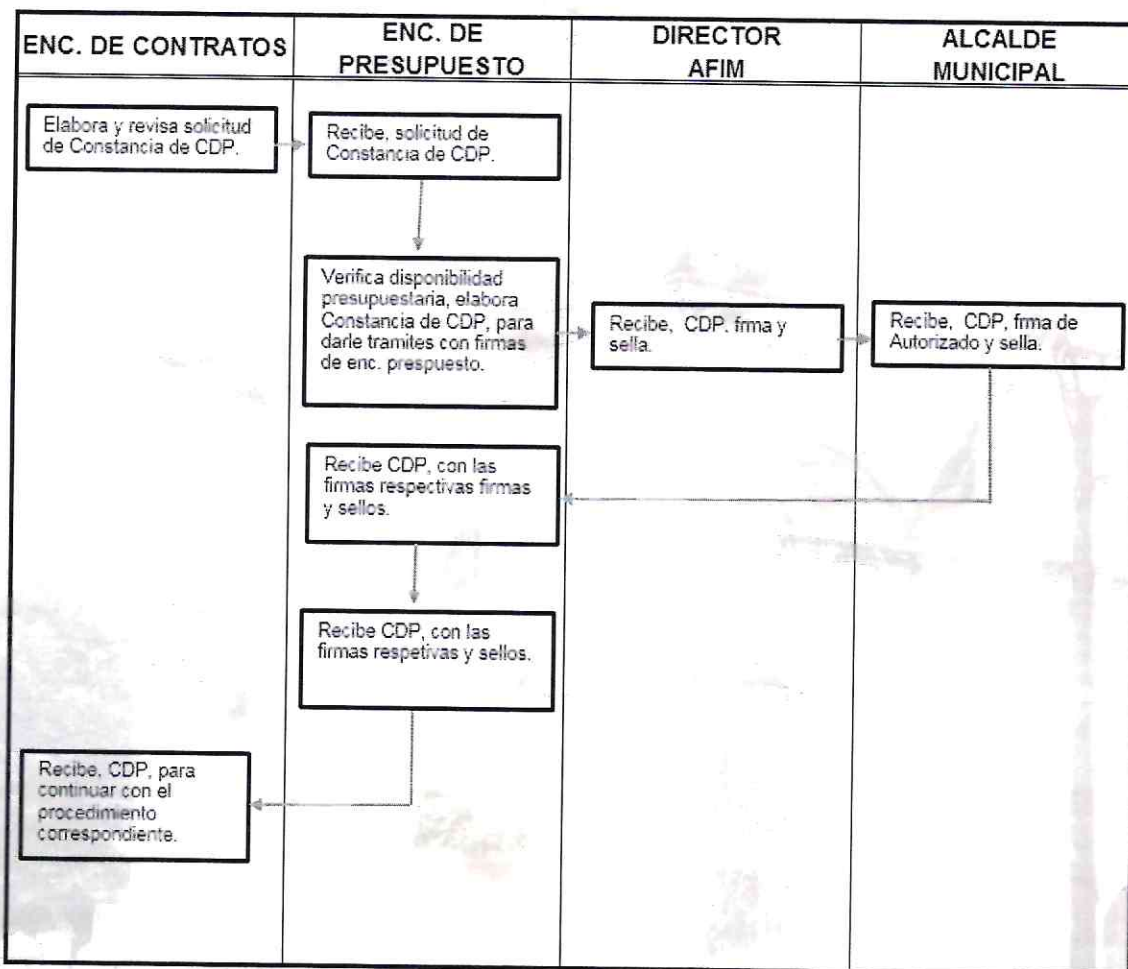 ENC. DE CONTRATOS
ENC. DE
PRESUPUESTO
DIRECTOR
AFIM
ALCALDE
MUNICIPAL
Elabora y revisa solicitud
de Constancia de CDP.
Recibe, solicitud de
Constancia de CDP.
Verifica disponibilidad
presupuestaria, elabora
Constancia de CDP, para
darle tramites con firmas
de enc. prespuesto.
Recibe, CDP. frma y
sella.
Recibe, CDP, frma de
Autorizado y sella.
Recibe CDP, con las
firmas respectivas firmas
y sellos.
Recibe CDP, con las
firmas respetivas y sellos.
Recibe, CDP, para
continuar con el
procedimiento
correspondiente.